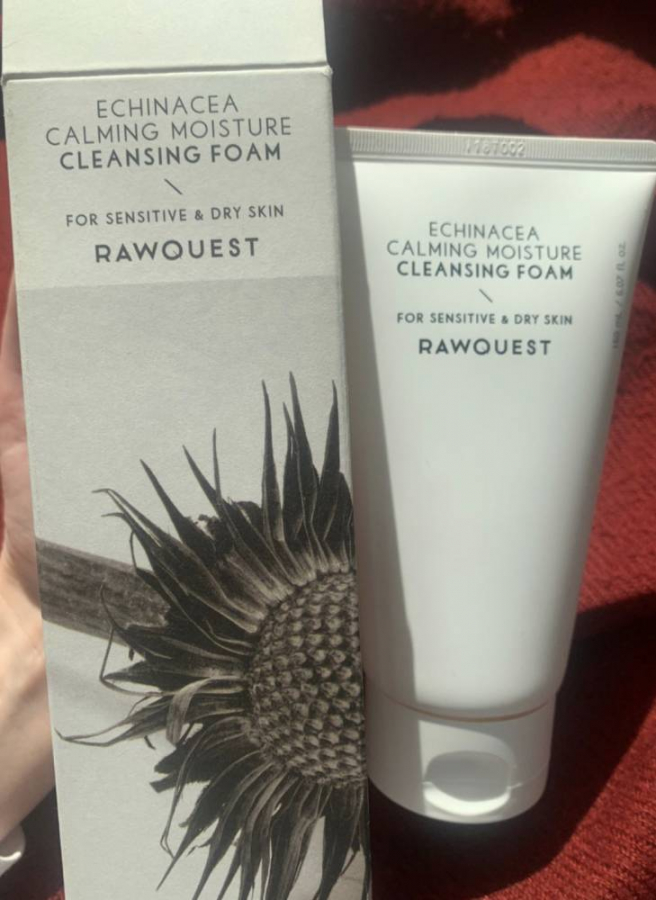 ECHINACEA
CALMING MOISTURE
CLEANSING FOAM
FOR SENSITIVE & DRY SKIN
RAWQUEST
ECHINACEA
CALMING MOISTURE
CLEANSING FOAM
FOR SENSITIVE & DRY SKIN
RAWQUEST